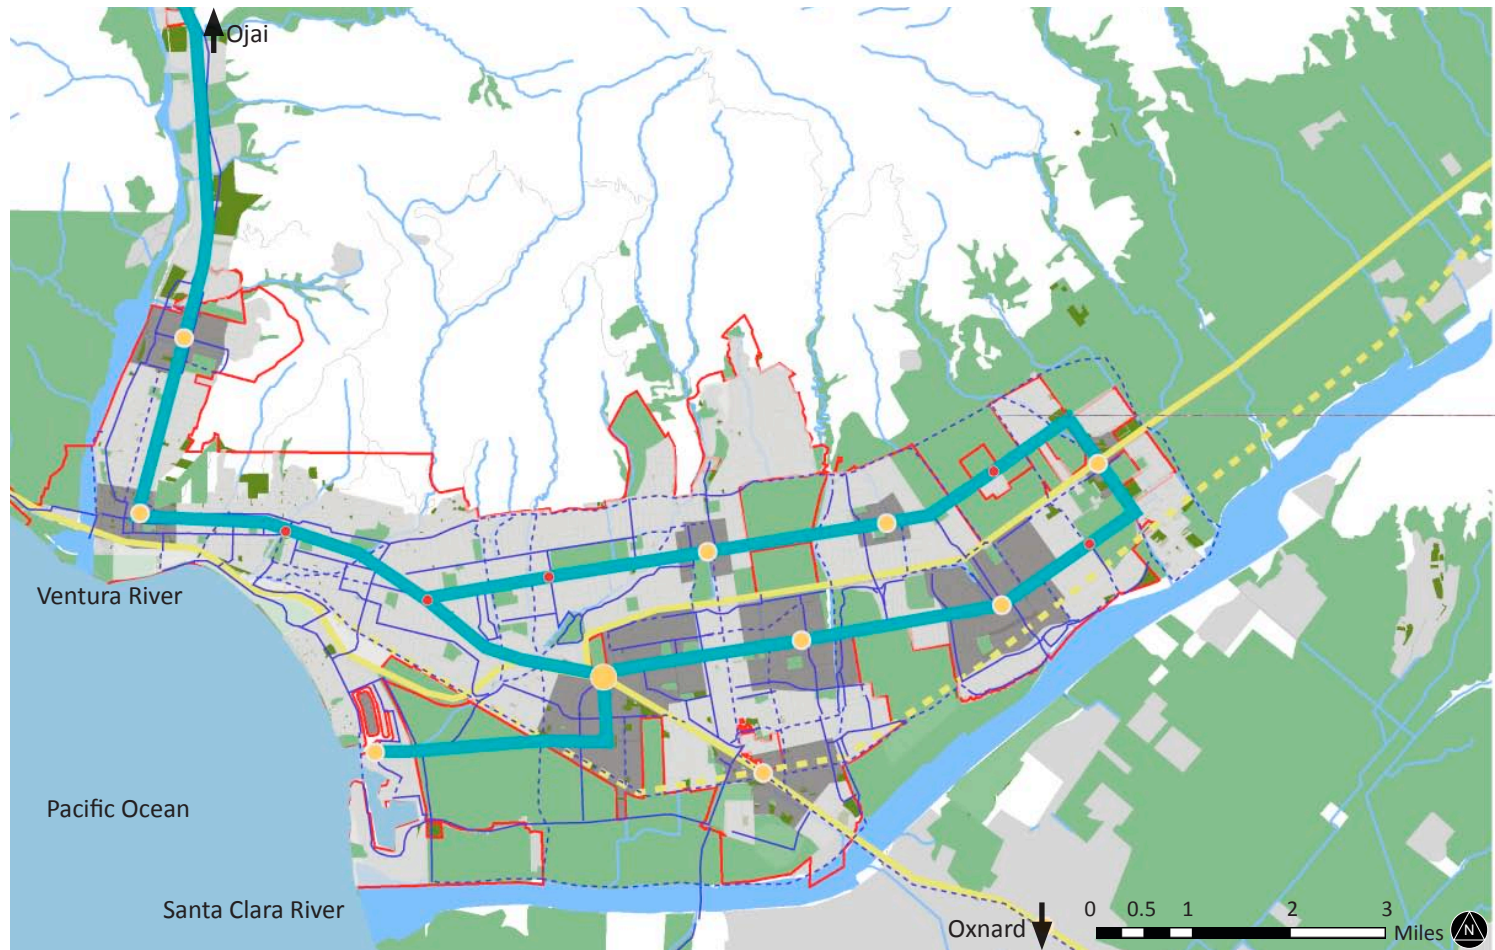 Ojai
Ventura River
Pacific Ocean
Santa Clara River
Oxnard
0 0.5 1 2 3
Miles
N